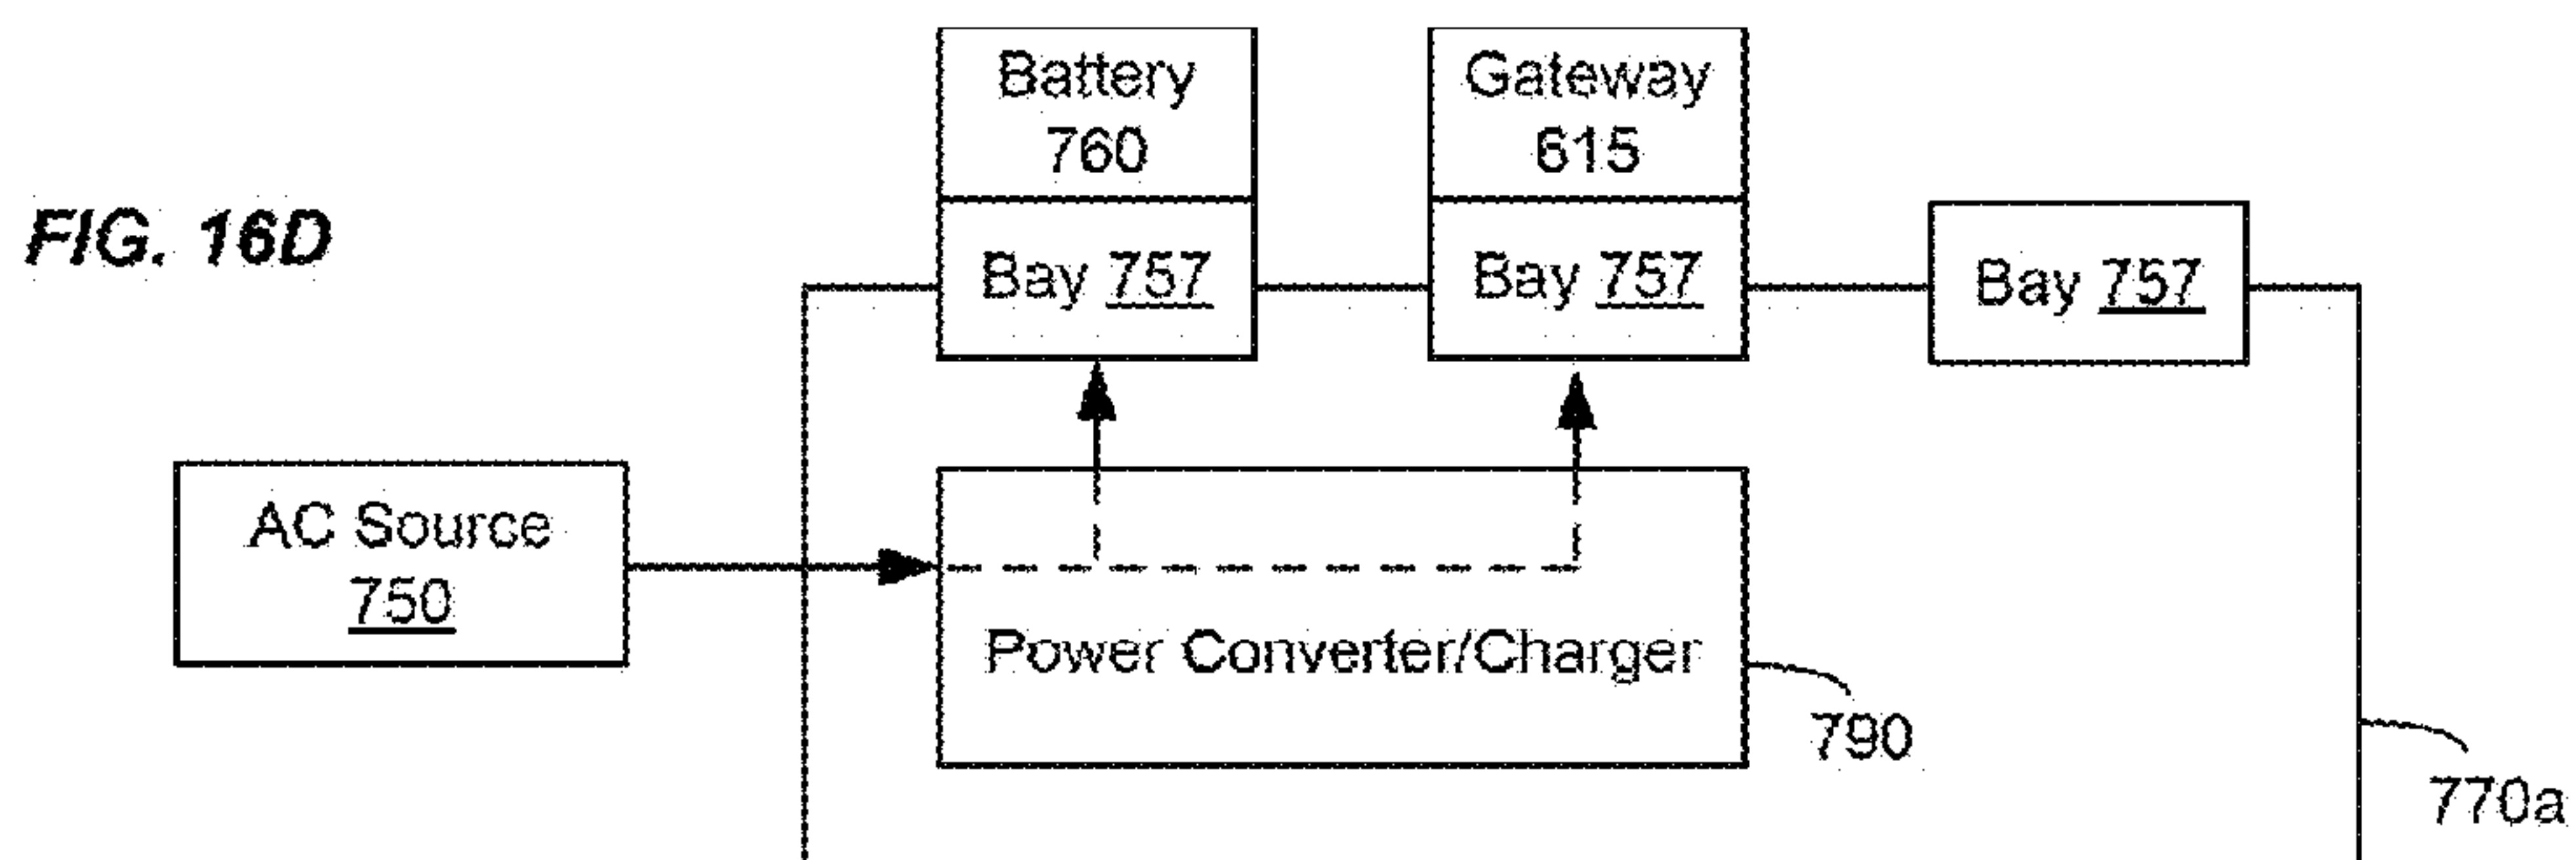 Battery
760
Gateway
615
FIG. 16D
Bay 757
Bay 757
Bay 757
AC Source
750
Power Converter/Charger
790
770a